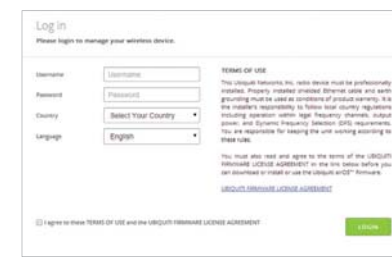 Log in
Please login to manage your wireless device.
Username
Username
Password
Password
Country
Select Your Country
Language
English
TERMS OF USE
This Ubiquiti Networks, Inc. radio device must be professionally
installed. Properly installed shielded Ethernet cable and earth
grounding must be used as conditions of product warranty. It is
the installer's responsibility to follow local country regulations
including operation within legal frequency channels, output
power, and Dynamic Frequency Selection (DFS) requirements.
You are responsible for keeping the unit working according to
these rules.
You must also read and agree to the terms of the UBIQUITI
FIRMWARE LICENSE AGREEMENT in the link below before you
can download or install or use the Ubiquiti airOS™ Firmware.
UBIQUITI FIRMWARE LICENSE AGREEMENT
I agree to these TERMS OF USE and the UBIQUITI FIRMWARE LICENSE AGREEMENT
LOGIN